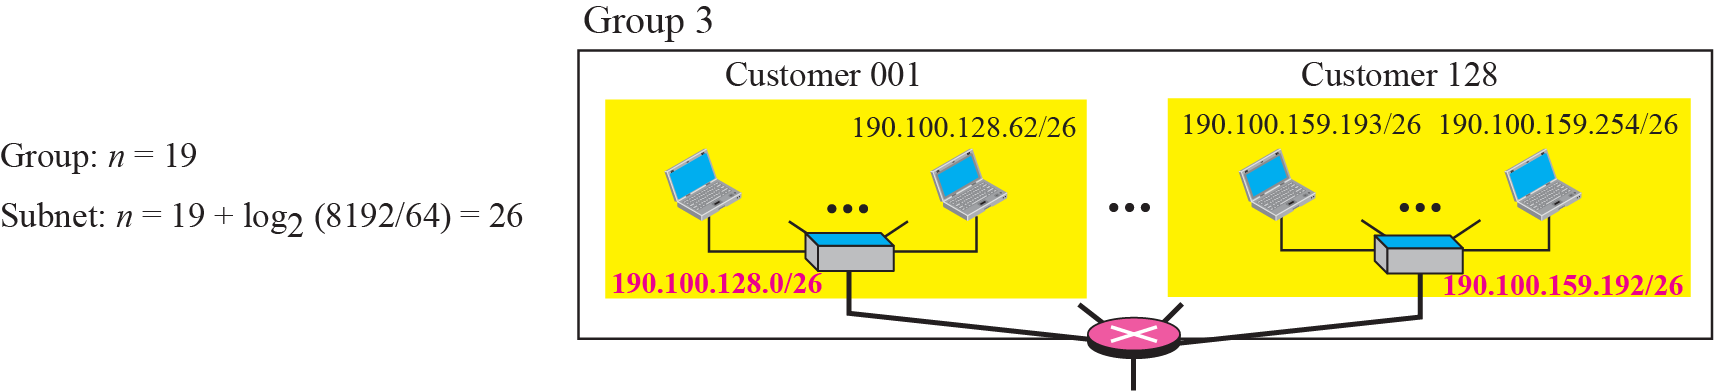 Group 3
Customer 001
Customer 128
190.100.128.62/26
190.100.159.193/26 190.100.159.254/26
Group: n = 19
Subnet: n = 19 + log2 (8192/64) = 26
190.100.128.0/26
190.100.159.192/26